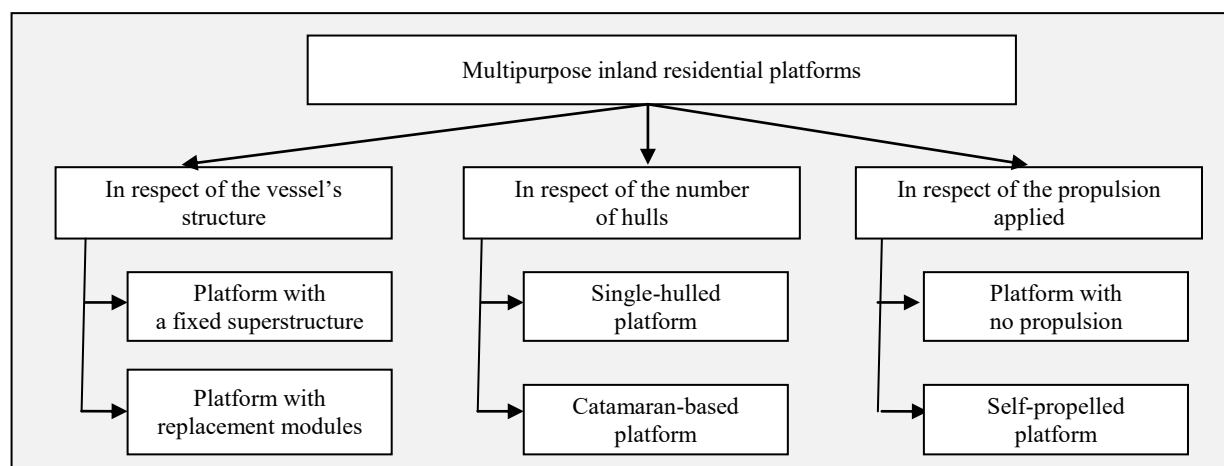 Multipurpose inland residential platforms
In respect of the vessel’s
structure
In respect of the number
of hulls
In respect of the propulsion
applied
Platform with
a fixed superstructure
Single-hulled
platform
Platform with
no propulsion
Platform with
replacement modules
Catamaran-based
platform
Self-propelled
platform